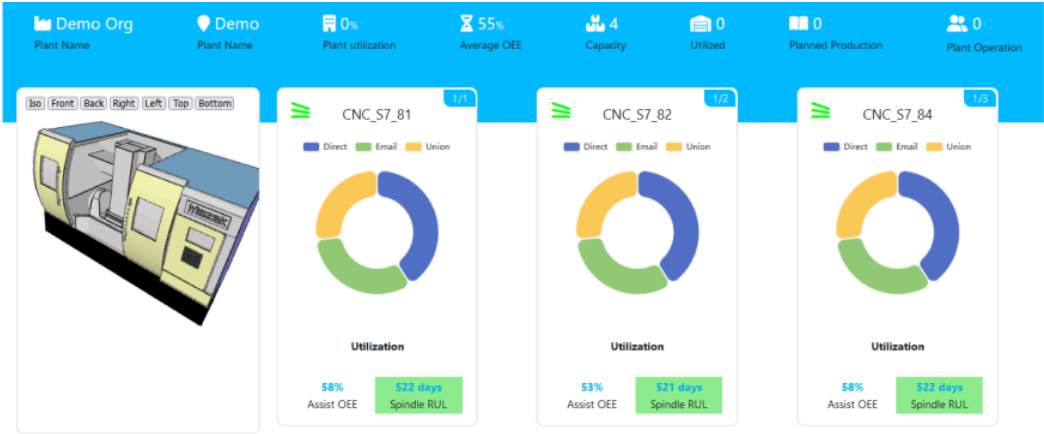 Demo Org
Plant Name
Demo
Plant Name
0%
Plant utilization
55%
Average OEE
4
Capacity
0
Utilized
0
Planned Production
0
Plant Operation
Iso Front Back Right Left Top Bottom
1/1
CNC_S7_81
Direct Email Union
Utilization
58%
Assist OEE
522 days
Spindle RUL
1/2
CNC_S7_82
Direct Email Union
Utilization
53%
Assist OEE
521 days
Spindle RUL
1/3
CNC_S7_84
Direct Email Union
Utilization
58%
Assist OEE
522 days
Spindle RUL